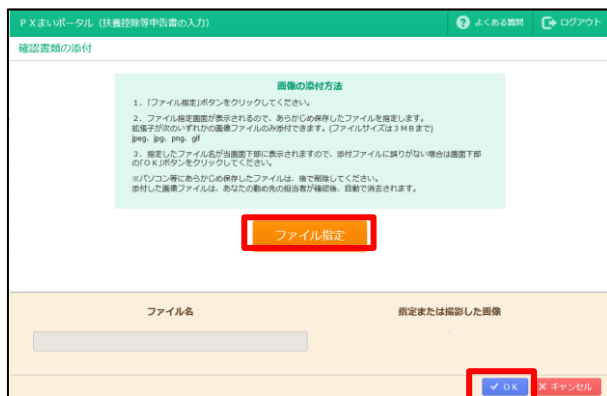 PXまいポータル（扶養控除等申告書の入力）
よくある質問
ログアウト
確認書類の添付
画像の添付方法
1．「ファイル指定」ボタンをクリックしてください。
2．ファイル指定画面が表示されるので、あらかじめ保存したファイルを指定します。
拡張子が次のいずれかの画像ファイルのみ添付できます。(ファイルサイズは3MBまで)
jpeg、jpg、png、gif
3．指定したファイル名が当画面下部に表示されますので、添付ファイルに誤りがない場合は画面下部
の「OK」ボタンをクリックしてください。
※パソコン等にあらかじめ保存したファイルは、後で削除してください。
添付した画像ファイルは、あなたの勤め先の担当者が確認後、自動で消去されます。
ファイル指定
ファイル名
指定または撮影した画像
OK
キャンセル